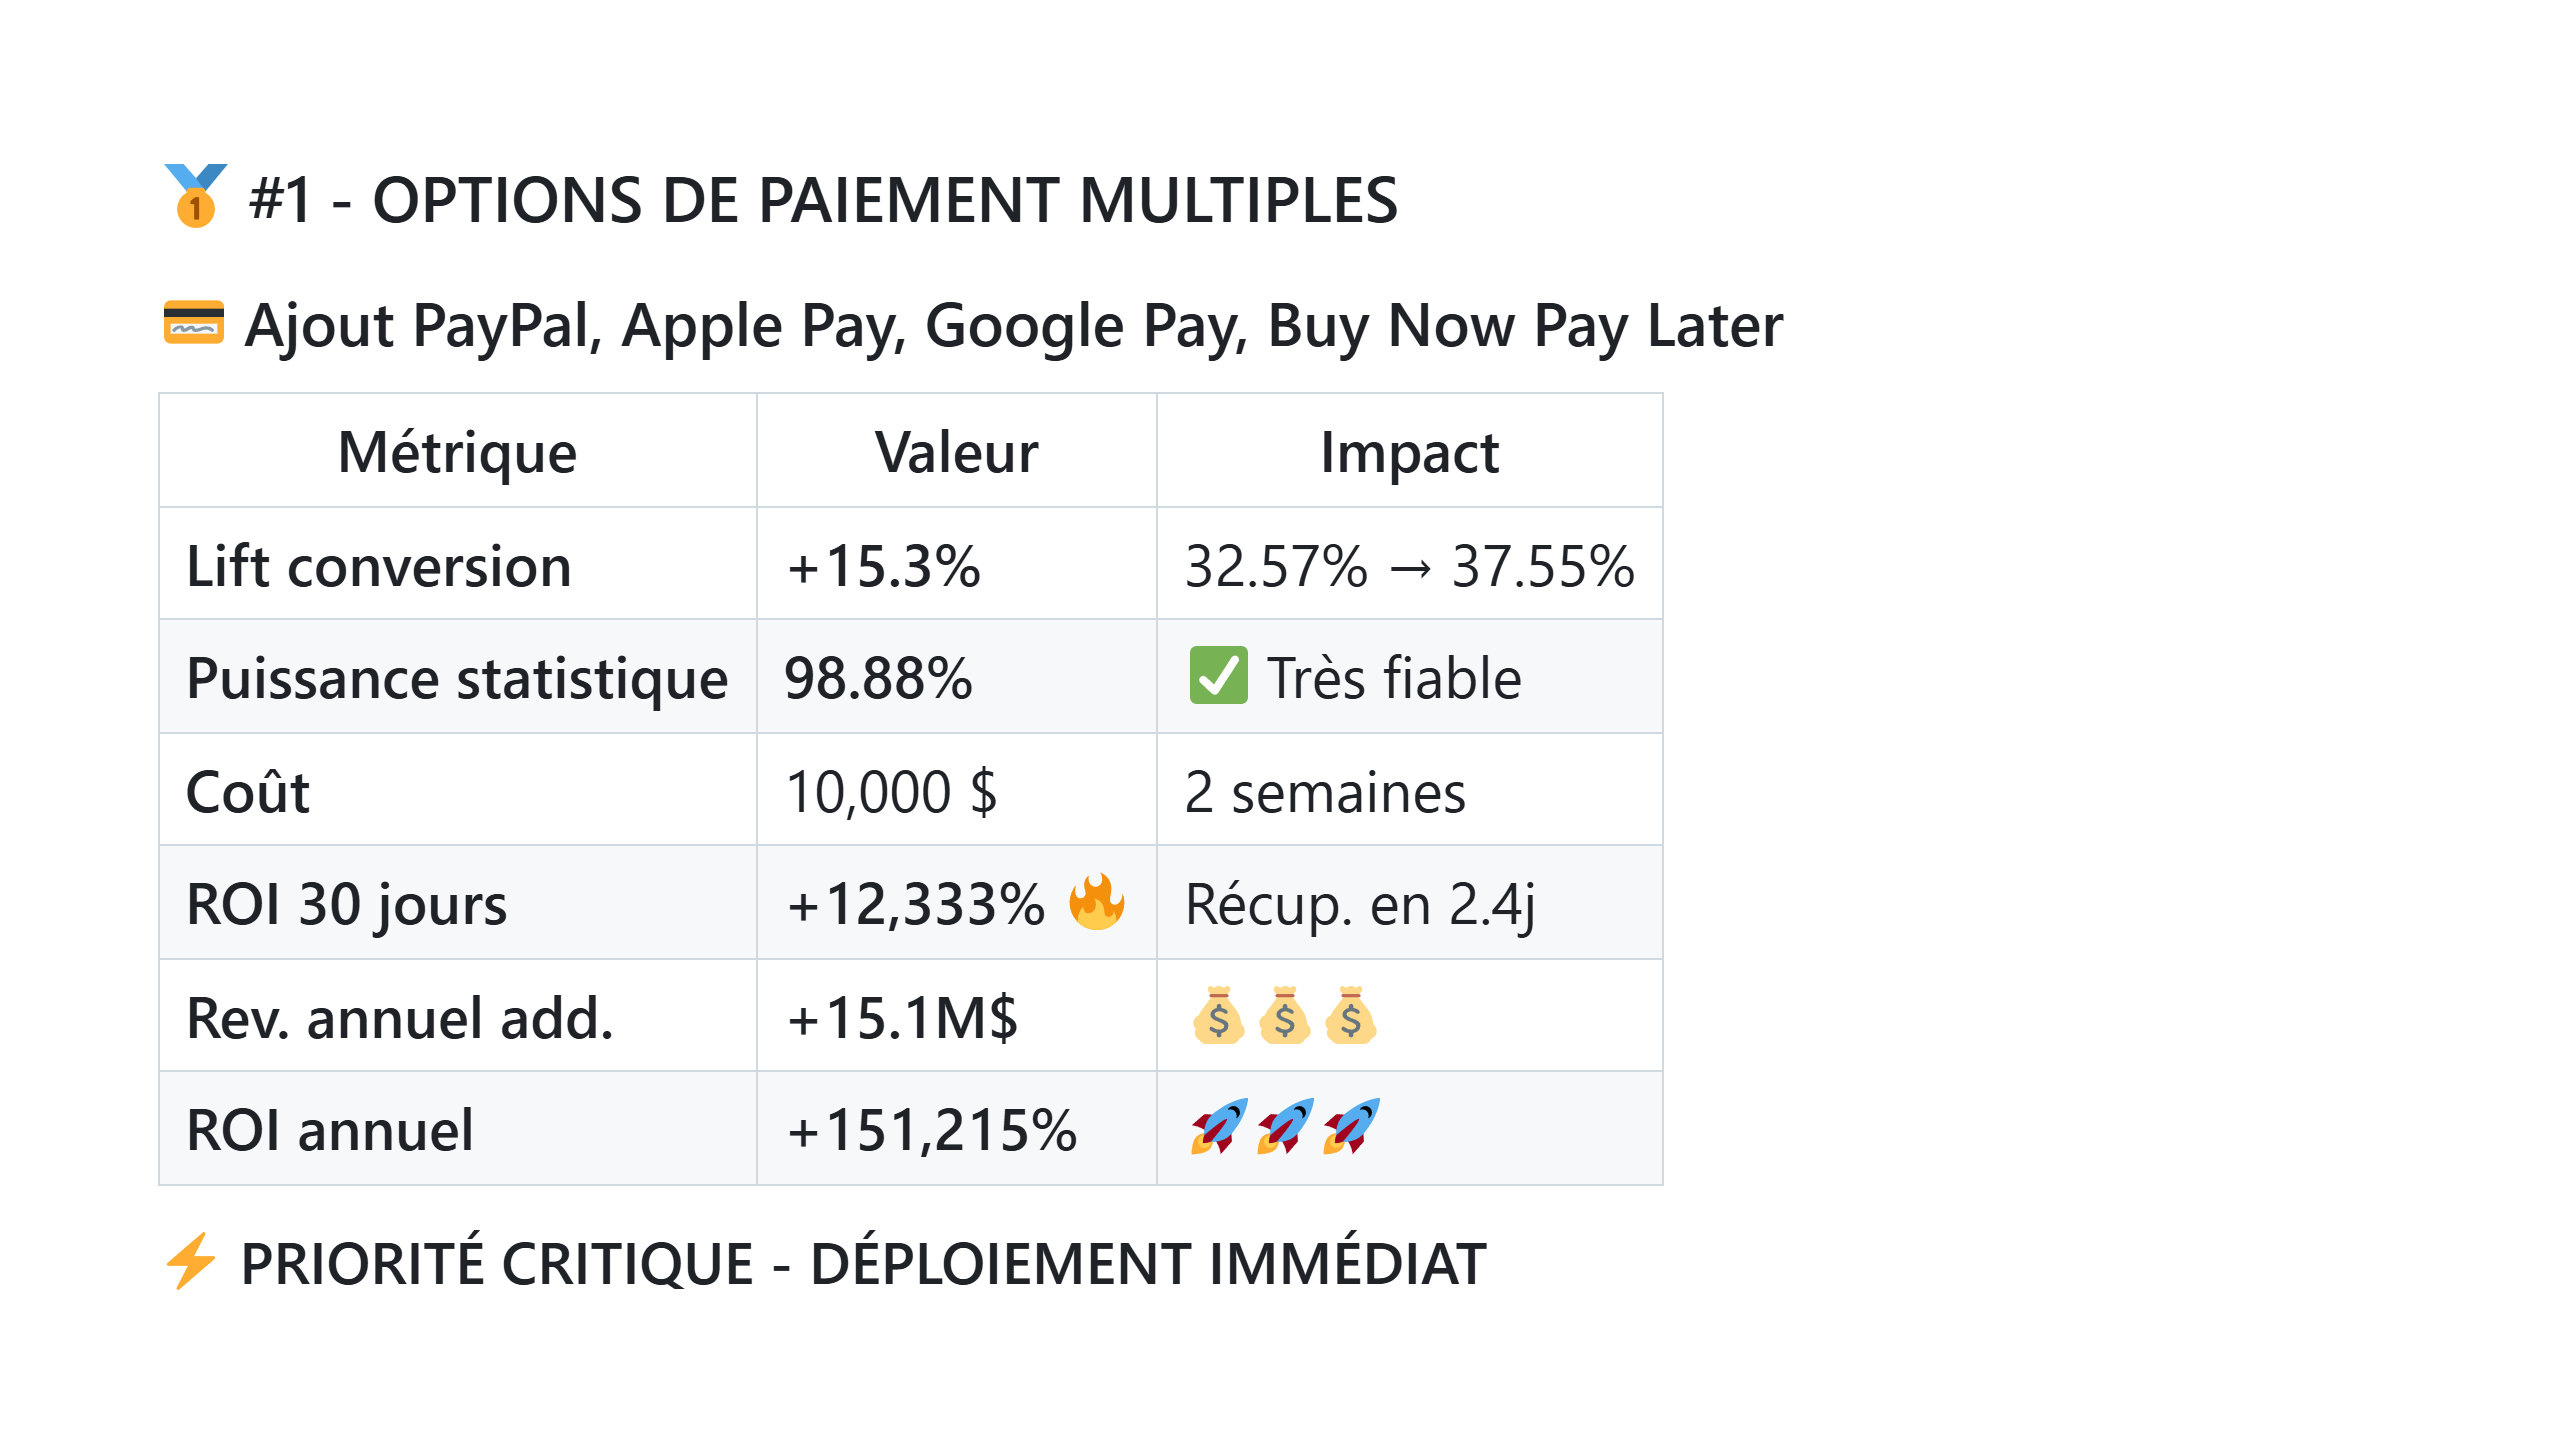 🥇 #1 - OPTIONS DE PAIEMENT MULTIPLES
💳 Ajout PayPal, Apple Pay, Google Pay, Buy Now Pay Later
Métrique Valeur Impact
Lift conversion +15.3% 32.57% → 37.55%
Puissance statistique 98.88% ✅ Très fiable
Coût 10,000 $ 2 semaines
ROI 30 jours +12,333% 🔥 Récup. en 2.4j
Rev. annuel add. +15.1M$ 💰💰💰
ROI annuel +151,215% 🚀🚀🚀
⚡ PRIORITÉ CRITIQUE - DÉPLOIEMENT IMMÉDIAT